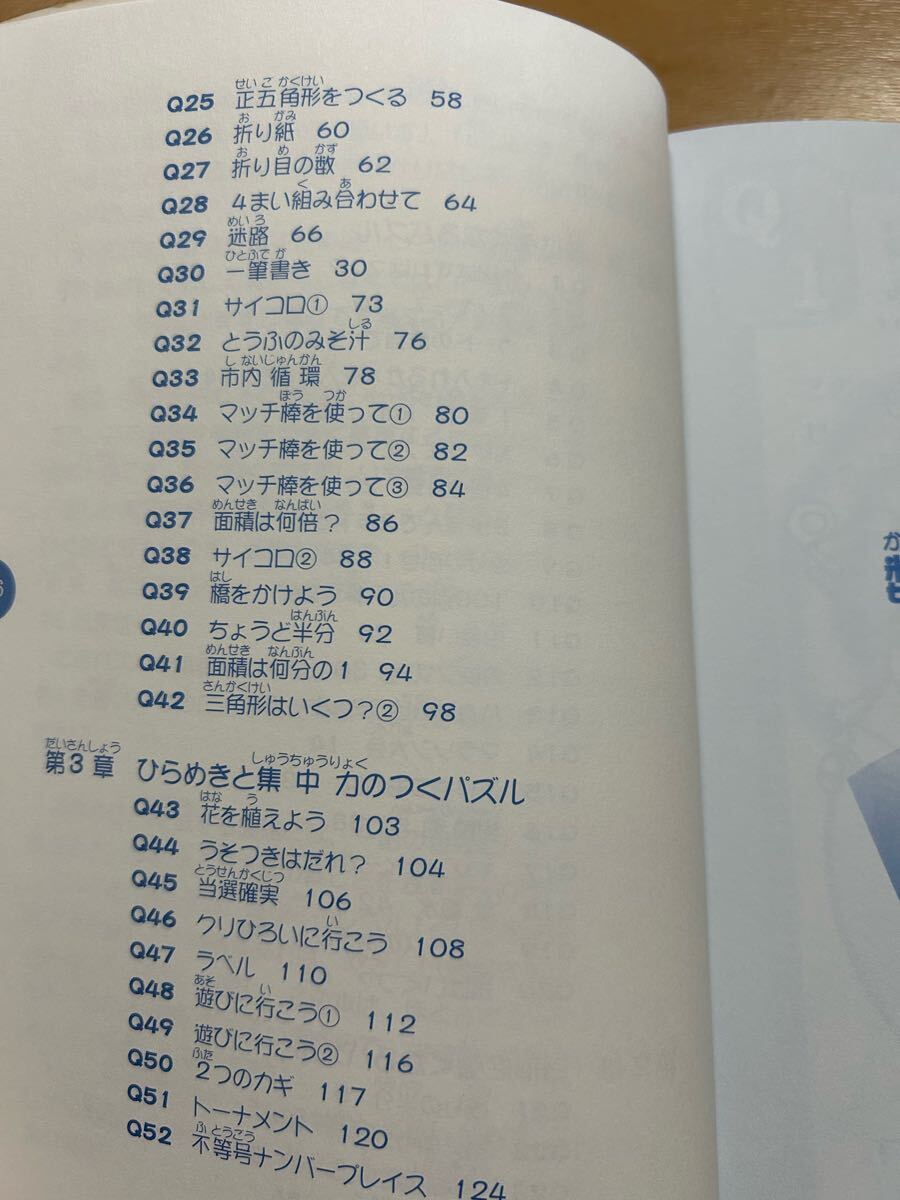 Q25 正五角形をつくる 58
Q26 折り紙 60
Q27 折り目の数 62
Q28 4まい組み合わせて 64
Q29 迷路 66
Q30 一筆書き 30
Q31 サイコロ① 73
Q32 とうふのみそ汁 76
Q33 市内循環 78
Q34 マッチ棒を使って① 80
Q35 マッチ棒を使って② 82
Q36 マッチ棒を使って③ 84
Q37 面積は何倍? 86
Q38 サイコロ② 88
Q39 橋をかけよう 90
Q40 ちょうど半分 92
Q41 面積は何分の1 94
Q42 三角形はいくつ?② 98
第3章 ひらめきと集中力のつくパズル
Q43 花を植えよう 103
Q44 うそつきはだれ? 104
Q45 当選確実 106
Q46 クリひろいに行こう 108
Q47 ラベル 110
Q48 遊びに行こう① 112
Q49 遊びに行こう② 116
Q50 2つのカギ 117
Q51 トーナメント 120
Q52 不等号ナンバープレイス 124